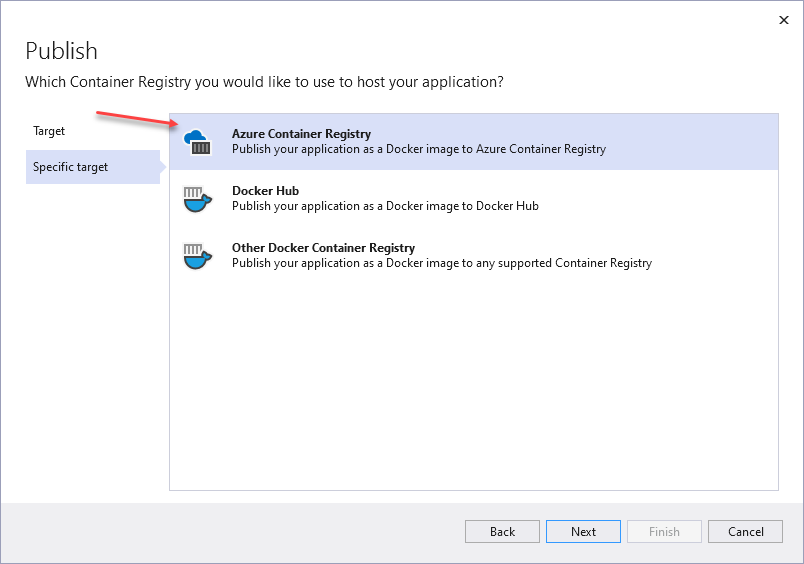 Publish
Which Container Registry you would like to use to host your application?
Target
Specific target
Azure Container Registry
Publish your application as a Docker image to Azure Container Registry
Docker Hub
Publish your application as a Docker image to Docker Hub
Other Docker Container Registry
Publish your application as a Docker image to any supported Container Registry
Back
Next
Finish
Cancel